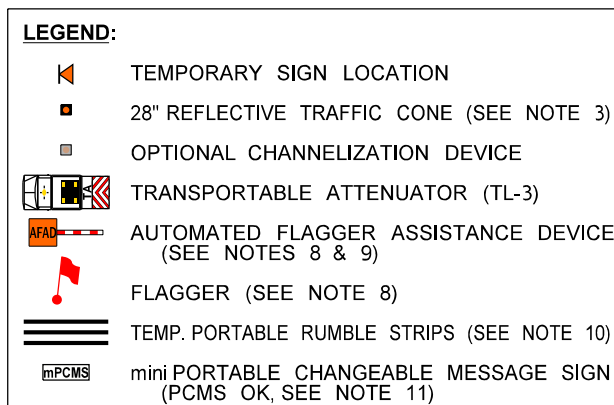 LEGEND:
TEMPORARY SIGN LOCATION
28" REFLECTIVE TRAFFIC CONE (SEE NOTE 3)
OPTIONAL CHANNELIZATION DEVICE
TA
TRANSPORTABLE ATTENUATOR (TL-3)
AFAD
AUTOMATED FLAGGER ASSISTANCE DEVICE
(SEE NOTES 8 & 9)
FLAGGER (SEE NOTE 8)
TEMP. PORTABLE RUMBLE STRIPS (SEE NOTE 10)
mPCMS
mini PORTABLE CHANGEABLE MESSAGE SIGN
(PCMS OK, SEE NOTE 11)